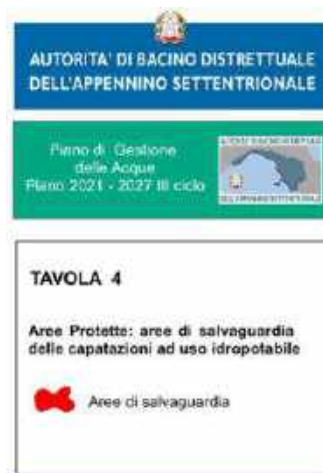 AUTORITA' DI BACINO DISTRETTUALE
DELL'APPENNINO SETTENTRIONALE
Piano di Gestione
delle Acque
Piano 2021 - 2027 III ciclo
TAVOLA 4
Aree Protette: aree di salvaguardia
delle capatazioni ad uso idropotabile
Aree di salvaguardia